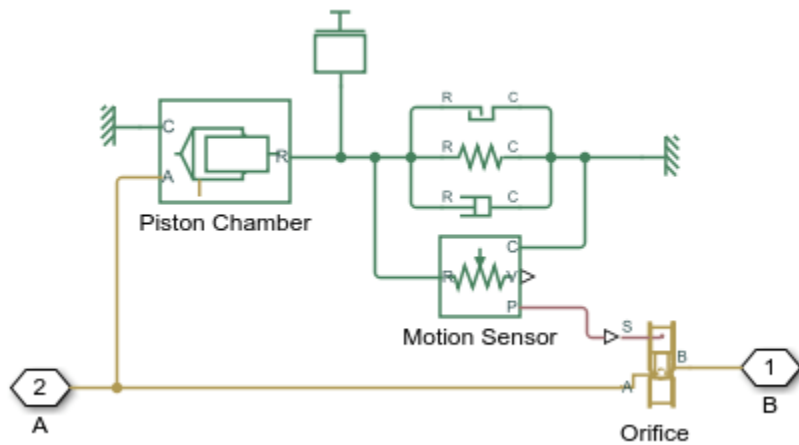 R C
C
R C
R
A
Piston Chamber
R C
C
R V
P
Motion Sensor
S
B
2
1
A
A
B
Orifice